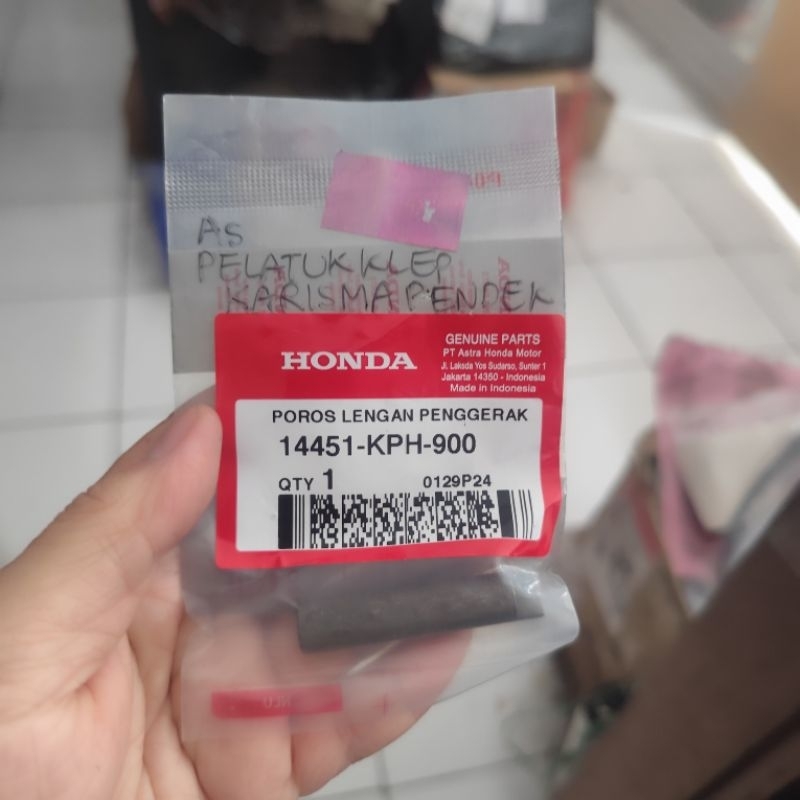 As
PELATUK KLEP
KARISMA PENDEK
HONDA
GENUINE PARTS
PT Astra Honda Motor
Jl. Laksda Yos Sudarso, Sunter 1
Jakarta 14350 - Indonesia
Made in Indonesia
POROS LENGAN PENGGERAK
14451-KPH-900
QTY 1
0129P24